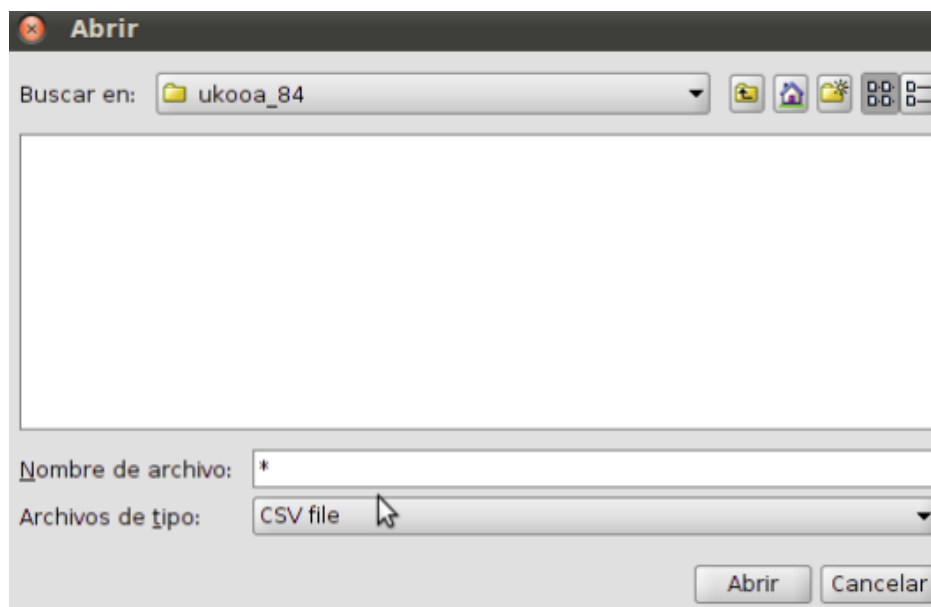 Abrir
Buscar en: ukooa_84
Nombre de archivo: *
Archivos de tipo: CSV file
Abrir Cancelar